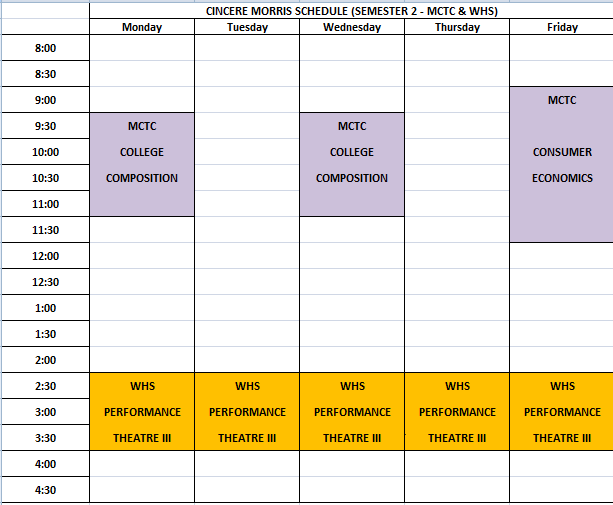 CINCERE MORRIS SCHEDULE (SEMESTER 2 - MCTC & WHS)
Monday Tuesday Wednesday Thursday Friday
8:00
8:30
9:00 MCTC
9:30 MCTC MCTC
10:00 COLLEGE COLLEGE CONSUMER
10:30 COMPOSITION COMPOSITION ECONOMICS
11:00
11:30
12:00
12:30
1:00
1:30
2:00
2:30 WHS WHS WHS WHS WHS
3:00 PERFORMANCE PERFORMANCE PERFORMANCE PERFORMANCE PERFORMANCE
3:30 THEATRE III THEATRE III THEATRE III THEATRE III THEATRE III
4:00
4:30